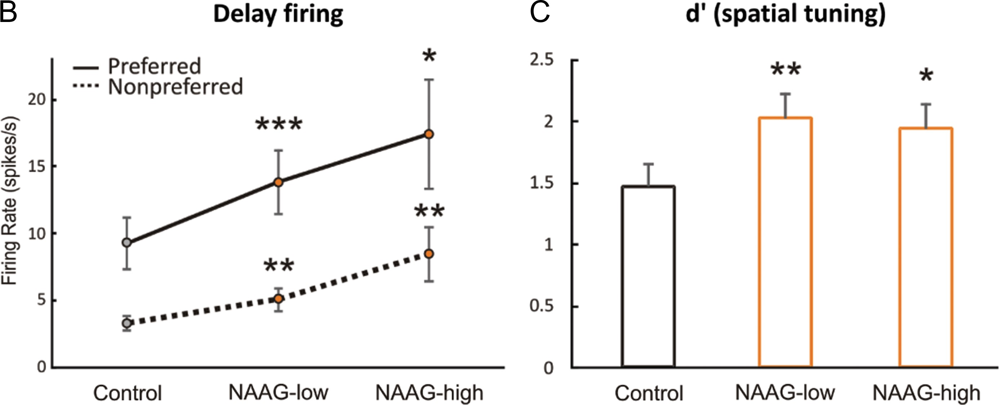 B
Delay firing
Preferred
Nonpreferred
***
*
**
**
20
15
10
5
0
Firing Rate (spikes/s)
Control
NAAG-low
NAAG-high
C
d' (spatial tuning)
2.5
2
1.5
1
0.5
0
**
*
Control
NAAG-low
NAAG-high